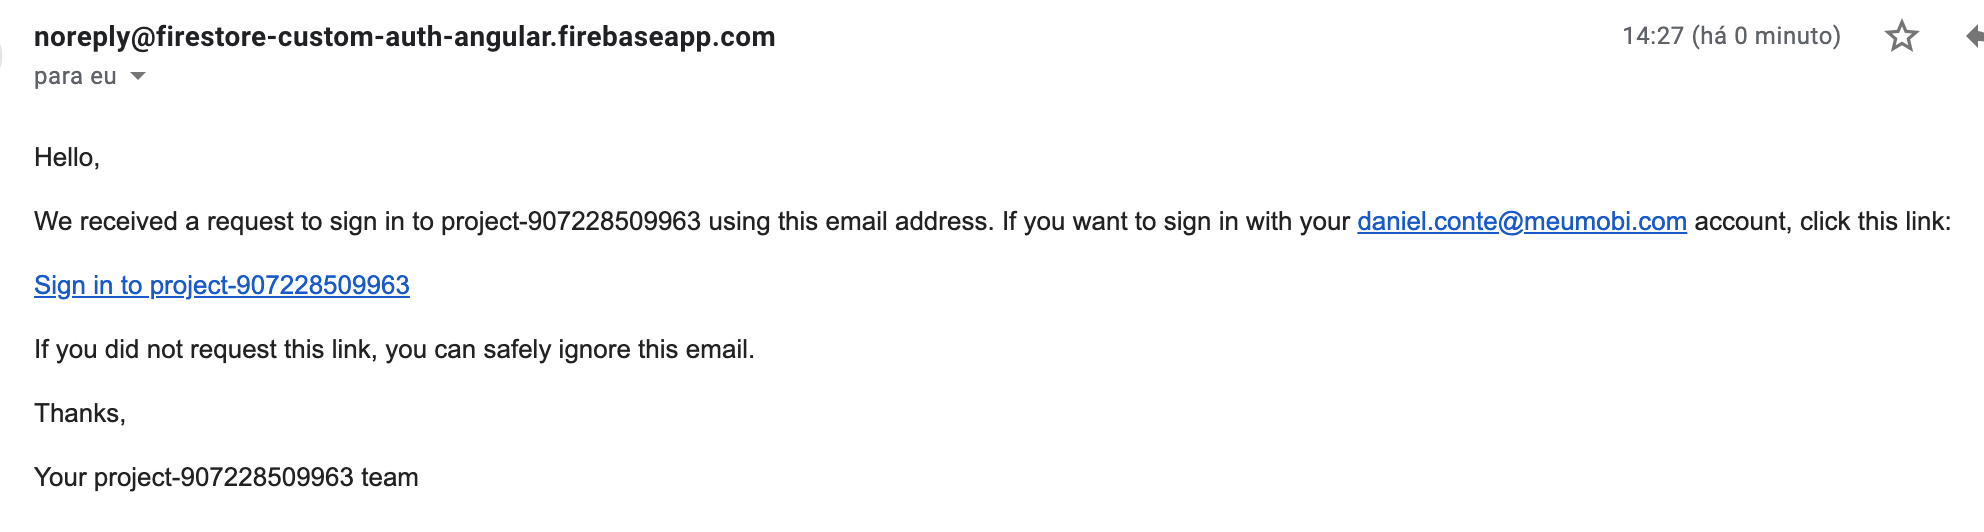 noreply@firestore-custom-auth-angular.firebaseapp.com 14:27 (há 0 minuto)
para eu
Hello,
We received a request to sign in to project-907228509963 using this email address. If you want to sign in with your daniel.conte@meumobi.com account, click this link:
Sign in to project-907228509963
If you did not request this link, you can safely ignore this email.
Thanks,
Your project-907228509963 team